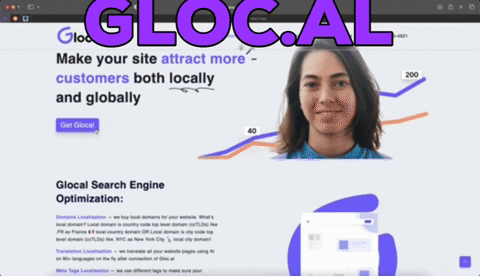 GLOC.AL
Gloc
Make your site attract more -
customers both locally
and globally
200
40
Get Glocal
Glocal Search Engine
Optimization:
Domains Localisation — we buy local domains for your website. What's
local domain? Local domain is country code top level domain (ccTLDs) like
.FR as France local country domain OR Local domain is city code top
level domain (ccTLDs) like .NYC as New York City local city domain!
Translation Localisation — we translate all your website pages using AI
on 90+ languages on the fly after connection of Gloc.ai
Meta Tags Localisation — we use different tags to make sure your